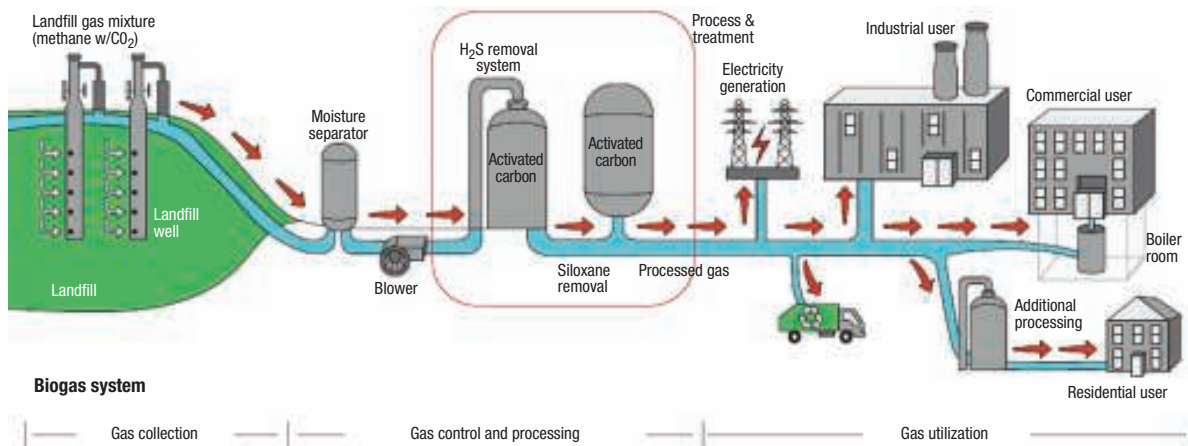 Landfill gas mixture
(methane w/CO₂)
H₂S removal
system
Process &
treatment
Industrial user
Electricity
generation
Commercial user
Moisture
separator
Activated
carbon
Activated
carbon
Landfill
well
Landfill
Blower
Siloxane
removal
Processed gas
Boiler
room
Additional
processing
Residential user
Biogas system
Gas collection
Gas control and processing
Gas utilization